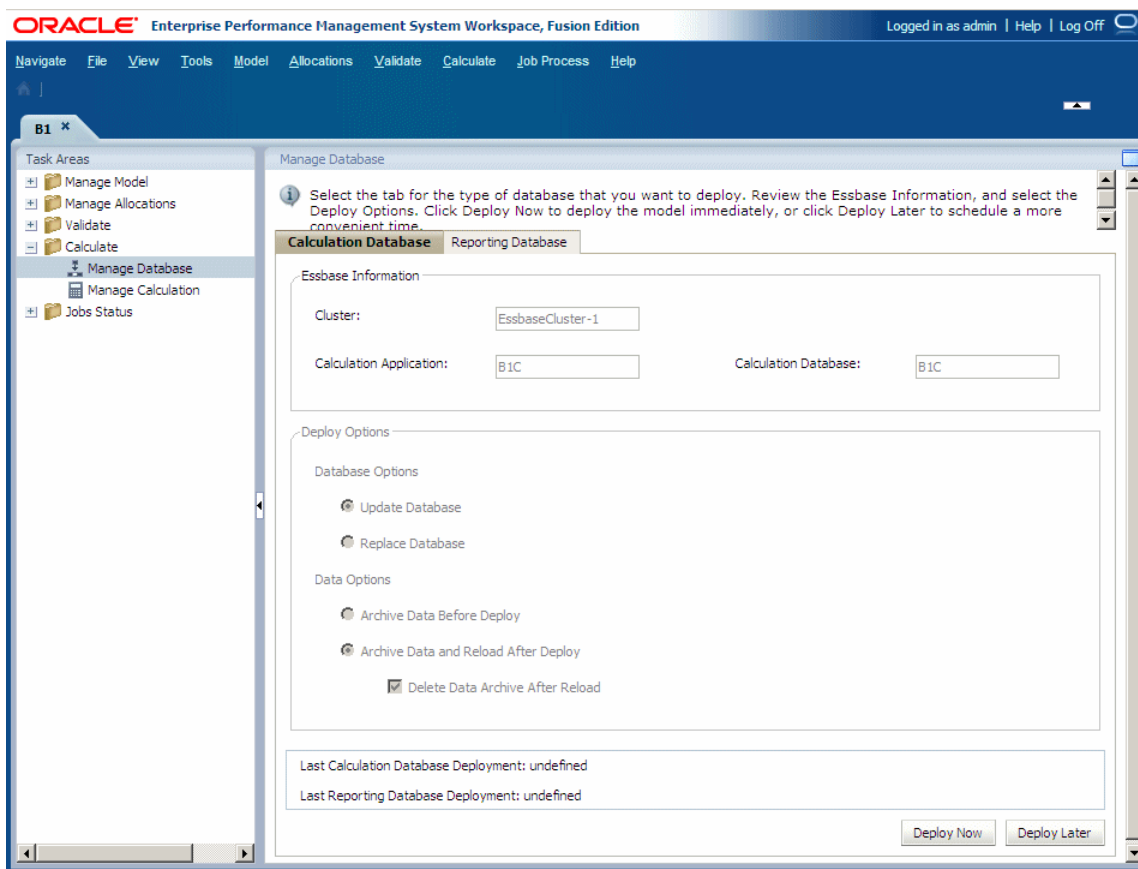 ORACLE Enterprise Performance Management System Workspace, Fusion Edition Logged in as admin | Help | Log Off
Navigate File View Tools Model Allocations Validate Calculate Job Process Help
B1
Task Areas
Manage Model
Manage Allocations
Validate
Calculate
Manage Database
Manage Calculation
Jobs Status
Manage Database
Select the tab for the type of database that you want to deploy. Review the Essbase Information, and select the
Deploy Options. Click Deploy Now to deploy the model immediately, or click Deploy Later to schedule a more
convenient time.
Calculation Database Reporting Database
Essbase Information
Cluster: EssbaseCluster-1
Calculation Application: B1C Calculation Database: B1C
Deploy Options
Database Options
Update Database
Replace Database
Data Options
Archive Data Before Deploy
Archive Data and Reload After Deploy
Delete Data Archive After Reload
Last Calculation Database Deployment: undefined
Last Reporting Database Deployment: undefined
Deploy Now Deploy Later